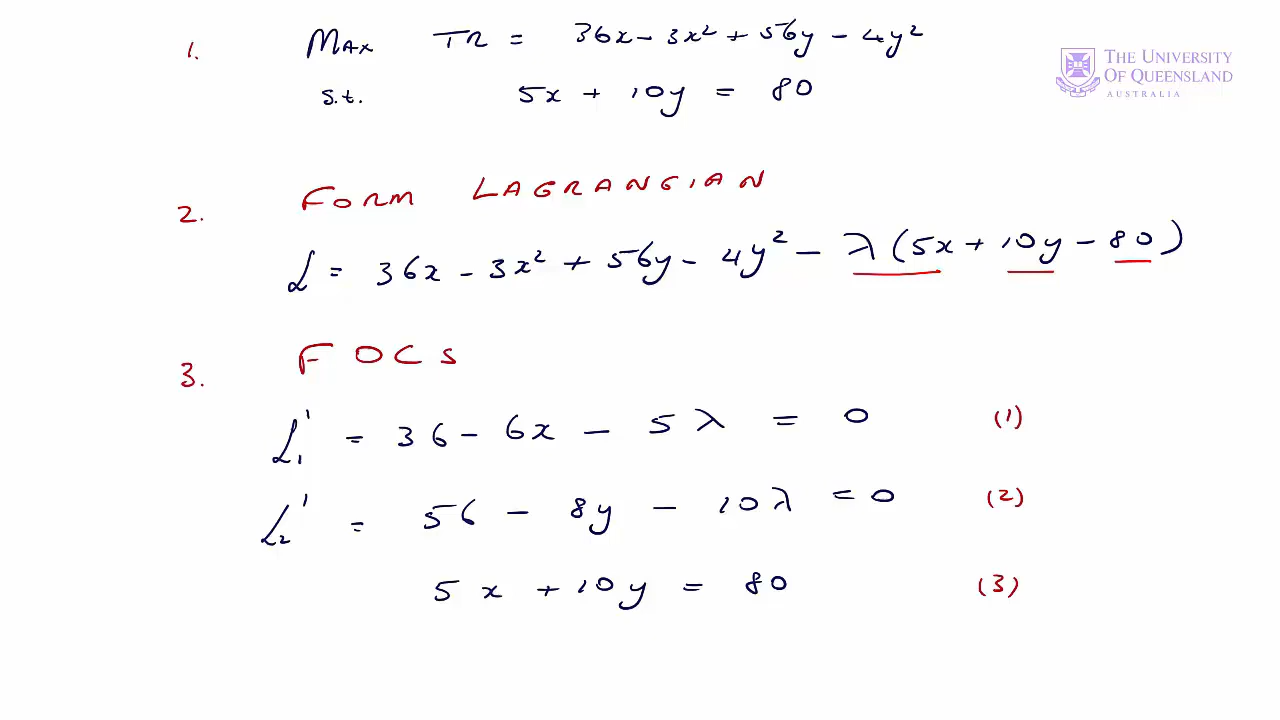 1. MAX TR = 36x - 3x² + 56y - 4y²
THE UNIVERSITY
OF QUEENSLAND
AUSTRALIA
s.t. 5x + 10y = 80
2. FORM LAGRANGIAN
ℒ = 36x - 3x² + 56y - 4y² - λ(5x + 10y - 80)
3. FOCS
ℒ₁' = 36 - 6x - 5λ = 0 (1)
ℒ₂' = 56 - 8y - 10λ = 0 (2)
5x + 10y = 80 (3)